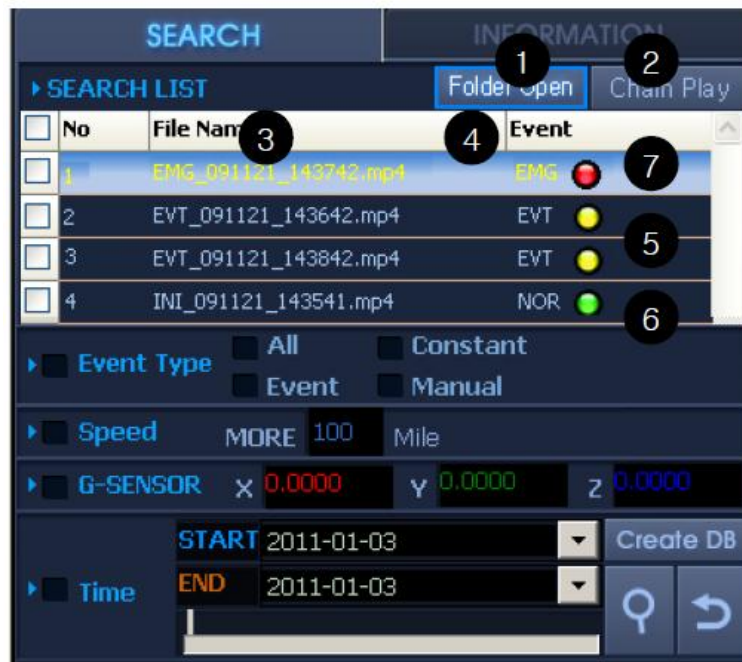 SEARCH INFORMATION
1 2
SEARCH LIST Folder Open Chain Play
No File Name 3 4 Event
1 EMG_091121_143742.mp4 EMG 7
2 EVT_091121_143642.mp4 EVT
5
3 EVT_091121_143842.mp4 EVT
4 INI_091121_143541.mp4 NOR 6
Event Type All Constant
Event Manual
Speed MORE 100 Mile
G-SENSOR X 0.0000 Y 0.0000 Z 0.0000
START 2011-01-03 Create DB
Time END 2011-01-03